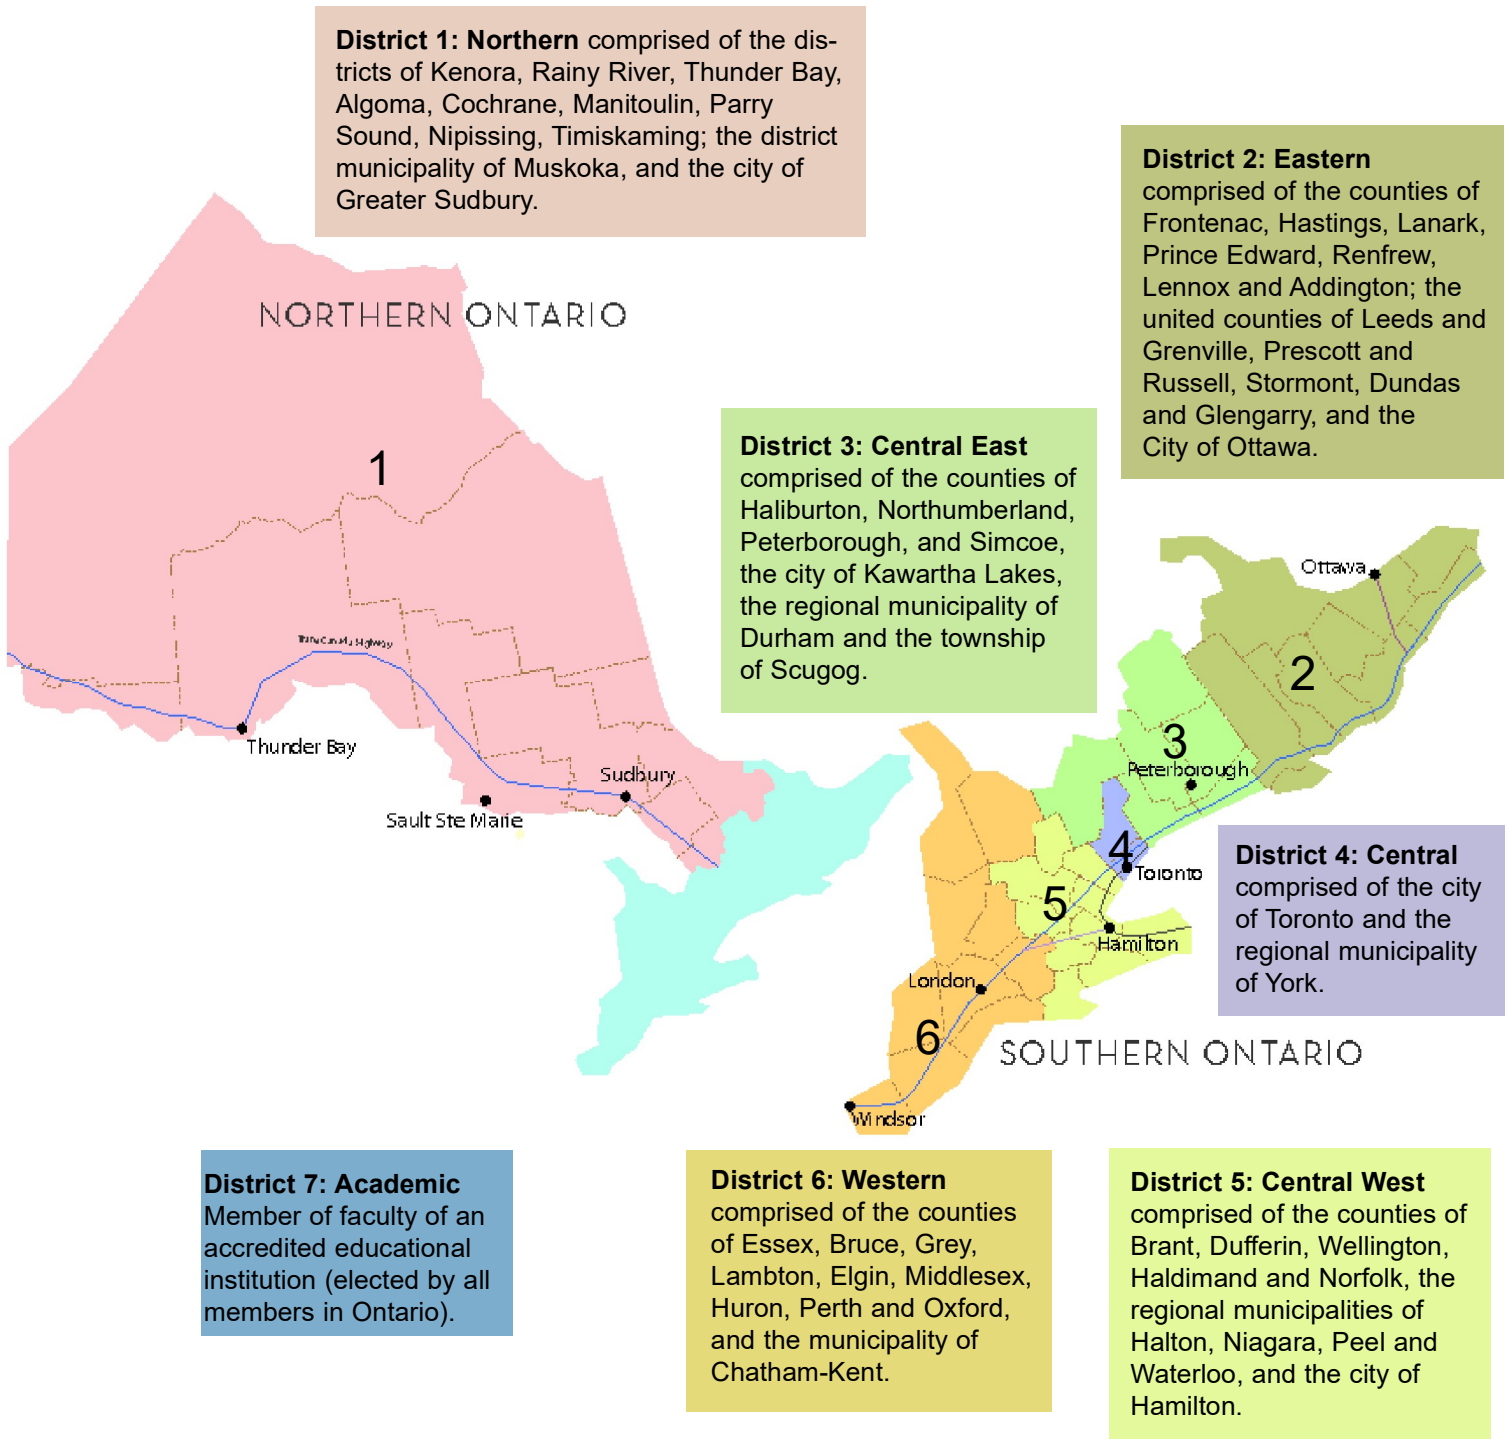 District 1: Northern comprised of the dis-
tricts of Kenora, Rainy River, Thunder Bay,
Algoma, Cochrane, Manitoulin, Parry
Sound, Nipissing, Timiskaming; the district
municipality of Muskoka, and the city of
Greater Sudbury.
District 2: Eastern
comprised of the counties of
Frontenac, Hastings, Lanark,
Prince Edward, Renfrew,
Lennox and Addington; the
united counties of Leeds and
Grenville, Prescott and
Russell, Stormont, Dundas
and Glengarry, and the
City of Ottawa.
NORTHERN ONTARIO
1
Trans Canada Highway
Thunder Bay
Sudbury
Sault Ste Marie
District 3: Central East
comprised of the counties of
Haliburton, Northumberland,
Peterborough, and Simcoe,
the city of Kawartha Lakes,
the regional municipality of
Durham and the township
of Scugog.
Ottawa
2
3
Peterborough
4
Toronto
5
Hamilton
London
6
Windsor
SOUTHERN ONTARIO
District 4: Central
comprised of the city
of Toronto and the
regional municipality
of York.
District 7: Academic
Member of faculty of an
accredited educational
institution (elected by all
members in Ontario).
District 6: Western
comprised of the counties
of Essex, Bruce, Grey,
Lambton, Elgin, Middlesex,
Huron, Perth and Oxford,
and the municipality of
Chatham-Kent.
District 5: Central West
comprised of the counties of
Brant, Dufferin, Wellington,
Haldimand and Norfolk, the
regional municipalities of
Halton, Niagara, Peel and
Waterloo, and the city of
Hamilton.